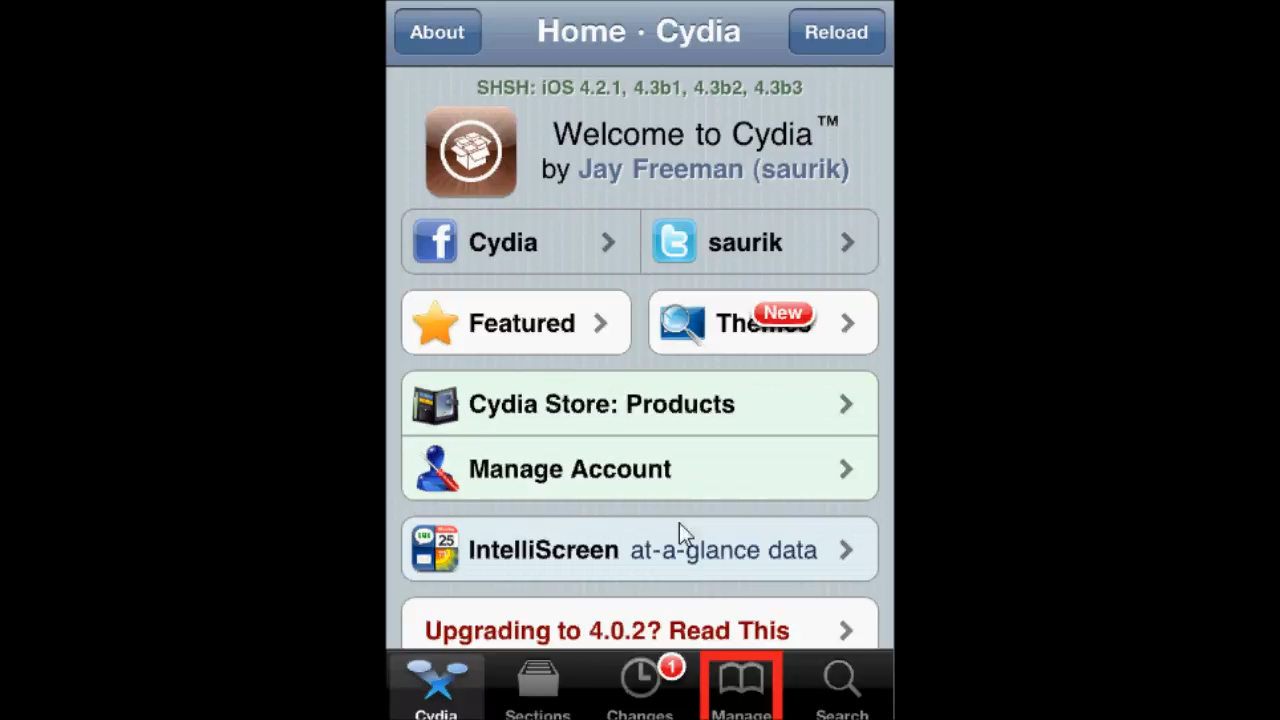 About
Home · Cydia
Reload
SHSH: iOS 4.2.1, 4.3b1, 4.3b2, 4.3b3
Welcome to Cydia™
by Jay Freeman (saurik)
Cydia
saurik
Featured
Themes
New
Cydia Store: Products
Manage Account
25
IntelliScreen at-a-glance data
Upgrading to 4.0.2? Read This
1
Cydia
Sections
Changes
Manage
Search